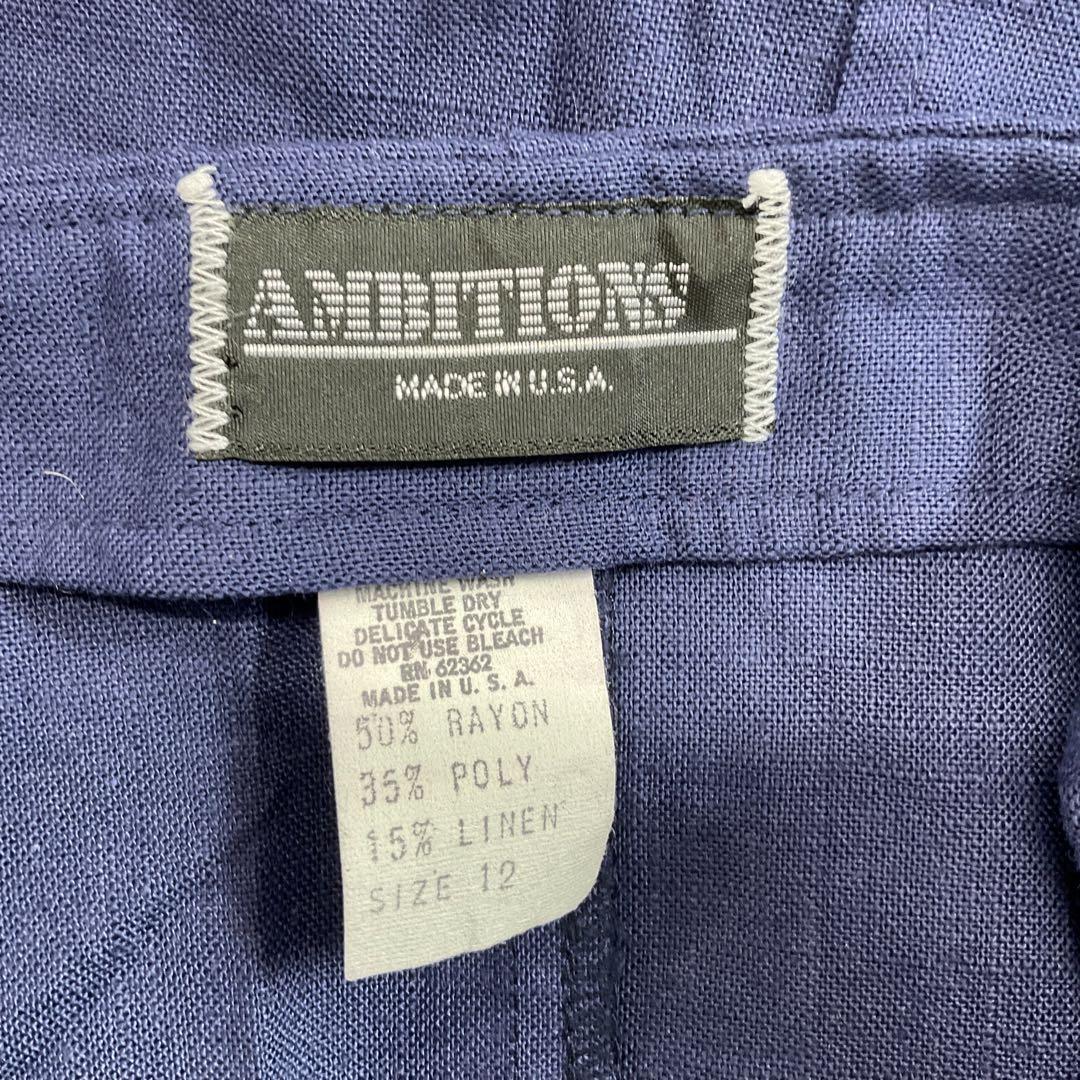 AMBITIONS
MADE IN U.S.A.
MACHINE WASH
TUMBLE DRY
DELICATE CYCLE
DO NOT USE BLEACH
RN 62362
MADE IN U. S. A.
50% RAYON
35% POLY
15% LINEN
SIZE 12